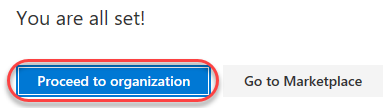 You are all set!
Proceed to organization Go to Marketplace